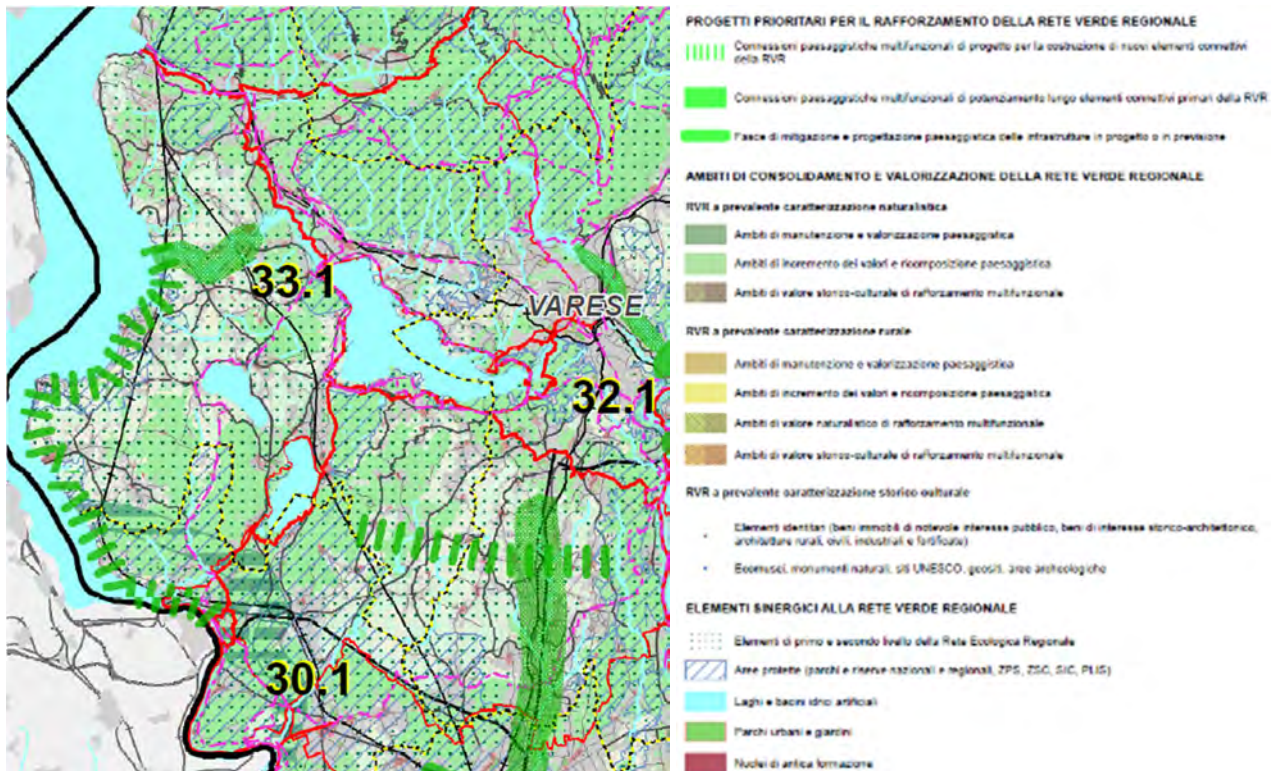 33.1
VARESE
32.1
30.1
PROGETTI PRIORITARI PER IL RAFFORZAMENTO DELLA RETE VERDE REGIONALE
Connessioni paesaggistiche multifunzionali di progetto per la costruzione di nuovi elementi connettivi
della RVR
Connessioni paesaggistiche multifunzionali di potenziamento lungo elementi connettivi primari della RVR
Fasce di mitigazione e progettazione paesaggistica delle infrastrutture in progetto o in previsione
AMBITI DI CONSOLIDAMENTO E VALORIZZAZIONE DELLA RETE VERDE REGIONALE
RVR a prevalente caratterizzazione naturalistica
Ambiti di manutenzione e valorizzazione paesaggistica
Ambiti di incremento dei valori e ricomposizione paesaggistica
Ambiti di valore storico-culturale di rafforzamento multifunzionale
RVR a prevalente caratterizzazione rurale
Ambiti di manutenzione e valorizzazione paesaggistica
Ambiti di incremento dei valori e ricomposizione paesaggistica
Ambiti di valore naturalistico di rafforzamento multifunzionale
Ambiti di valore storico-culturale di rafforzamento multifunzionale
RVR a prevalente caratterizzazione storico culturale
Elementi identitari (beni immobili di notevole interesse pubblico, beni di interesse storico-architettonico,
architetture rurali, civili, industriali e fortificate)
Ecomusei, monumenti naturali, siti UNESCO, geositi, aree archeologiche
ELEMENTI SINERGICI ALLA RETE VERDE REGIONALE
Elementi di primo e secondo livello della Rete Ecologica Regionale
Aree protette (parchi e riserve nazionali e regionali, ZPS, ZSC, SIC, PLIS)
Laghi e bacini idrici artificiali
Parchi urbani e giardini
Nuclei di antica formazione